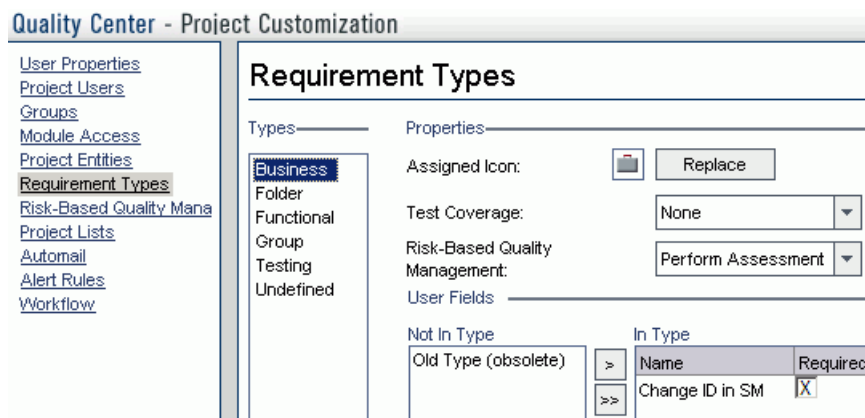 Quality Center - Project Customization
User Properties
Project Users
Groups
Module Access
Project Entities
Requirement Types
Risk-Based Quality Mana
Project Lists
Automail
Alert Rules
Workflow
Requirement Types
Types
Business
Folder
Functional
Group
Testing
Undefined
Properties
Assigned Icon:
Replace
Test Coverage:
None
Risk-Based Quality
Management:
Perform Assessment
User Fields
Not In Type
Old Type (obsolete)
>
>>
In Type
Name Required
Change ID in SM X